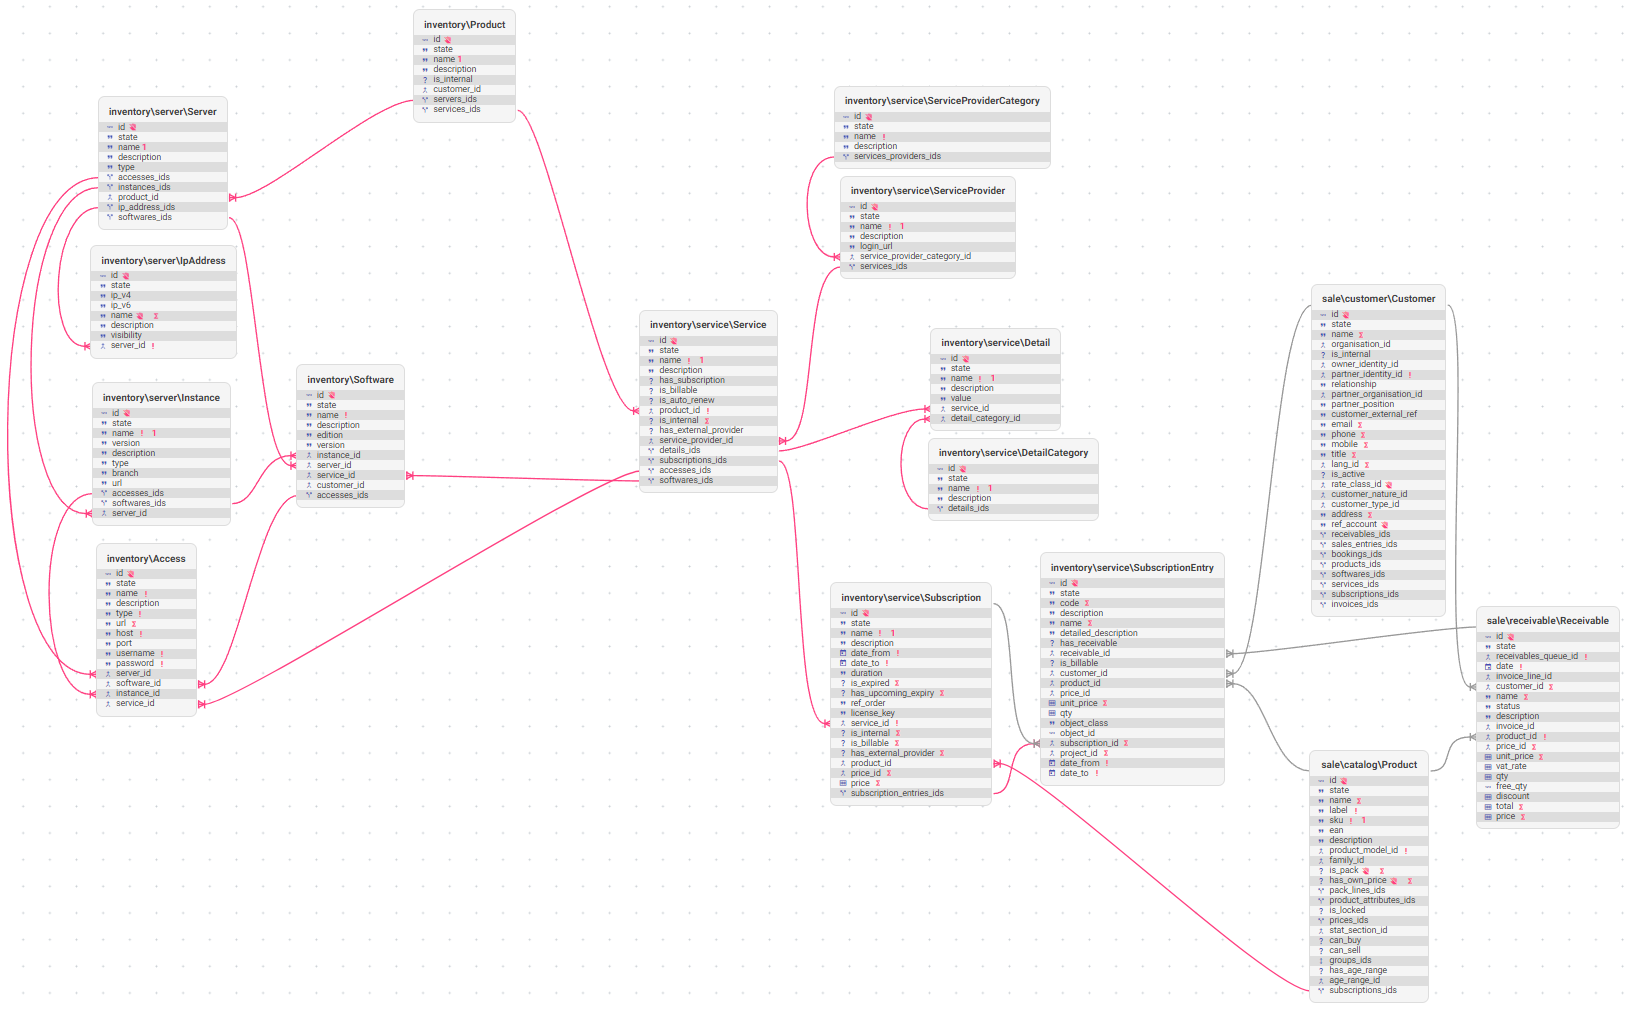 inventory\Product
id
state
name 1
description
is_internal
customer_id
servers_ids
services_ids
inventory\server\Server
id
state
name 1
description
type
accesses_ids
instances_ids
product_id
ip_address_ids
softwares_ids
inventory\server\IpAddress
id
state
ip_v4
ip_v6
name Σ
description
visibility
server_id !
inventory\server\Instance
id
state
name ! 1
version
description
type
branch
url
accesses_ids
softwares_ids
server_id
inventory\Access
id
state
name !
description
type !
url Σ
host !
port
username !
password !
server_id
software_id
instance_id
service_id
inventory\Software
id
state
name !
description
edition
version
instance_id
server_id
service_id
customer_id
accesses_ids
inventory\service\Service
id
state
name ! 1
description
has_subscription
is_billable
is_auto_renew
product_id !
is_internal Σ
has_external_provider
service_provider_id
details_ids
subscriptions_ids
accesses_ids
softwares_ids
inventory\service\ServiceProviderCategory
id
state
name !
description
services_providers_ids
inventory\service\ServiceProvider
id
state
name ! 1
description
login_url
service_provider_category_id
services_ids
inventory\service\Detail
id
state
name ! 1
description
value
service_id
detail_category_id
inventory\service\DetailCategory
id
state
name ! 1
description
details_ids
inventory\service\Subscription
id
state
name ! 1
description
date_from !
date_to !
duration
is_expired Σ
has_upcoming_expiry Σ
ref_order
license_key
service_id !
is_internal Σ
is_billable Σ
has_external_provider Σ
product_id
price_id Σ
price Σ
subscription_entries_ids
inventory\service\SubscriptionEntry
id
state
code Σ
description
name Σ
detailed_description
has_receivable
receivable_id
is_billable
customer_id
product_id
price_id
unit_price Σ
qty
object_class
object_id
subscription_id Σ
project_id Σ
date_from !
date_to !
sale\customer\Customer
id
state
name Σ
organisation_id
is_internal
owner_identity_id
partner_identity_id !
relationship
partner_organisation_id
partner_position
customer_external_ref
email Σ
phone Σ
mobile Σ
title Σ
lang_id Σ
is_active
rate_class_id
customer_nature_id
customer_type_id
address Σ
ref_account
receivables_ids
sales_entries_ids
bookings_ids
products_ids
softwares_ids
services_ids
subscriptions_ids
invoices_ids
sale\receivable\Receivable
id
state
receivables_queue_id !
date !
invoice_line_id
customer_id Σ
name Σ
status
description
invoice_id
product_id !
price_id Σ
unit_price Σ
vat_rate
qty
free_qty
discount
total Σ
price Σ
sale\catalog\Product
id
state
name Σ
label !
sku ! 1
ean
description
product_model_id !
family_id
is_pack Σ
has_own_price Σ
pack_lines_ids
product_attributes_ids
is_locked
prices_ids
stat_section_id
can_buy
can_sell
groups_ids
has_age_range
age_range_id
subscriptions_ids